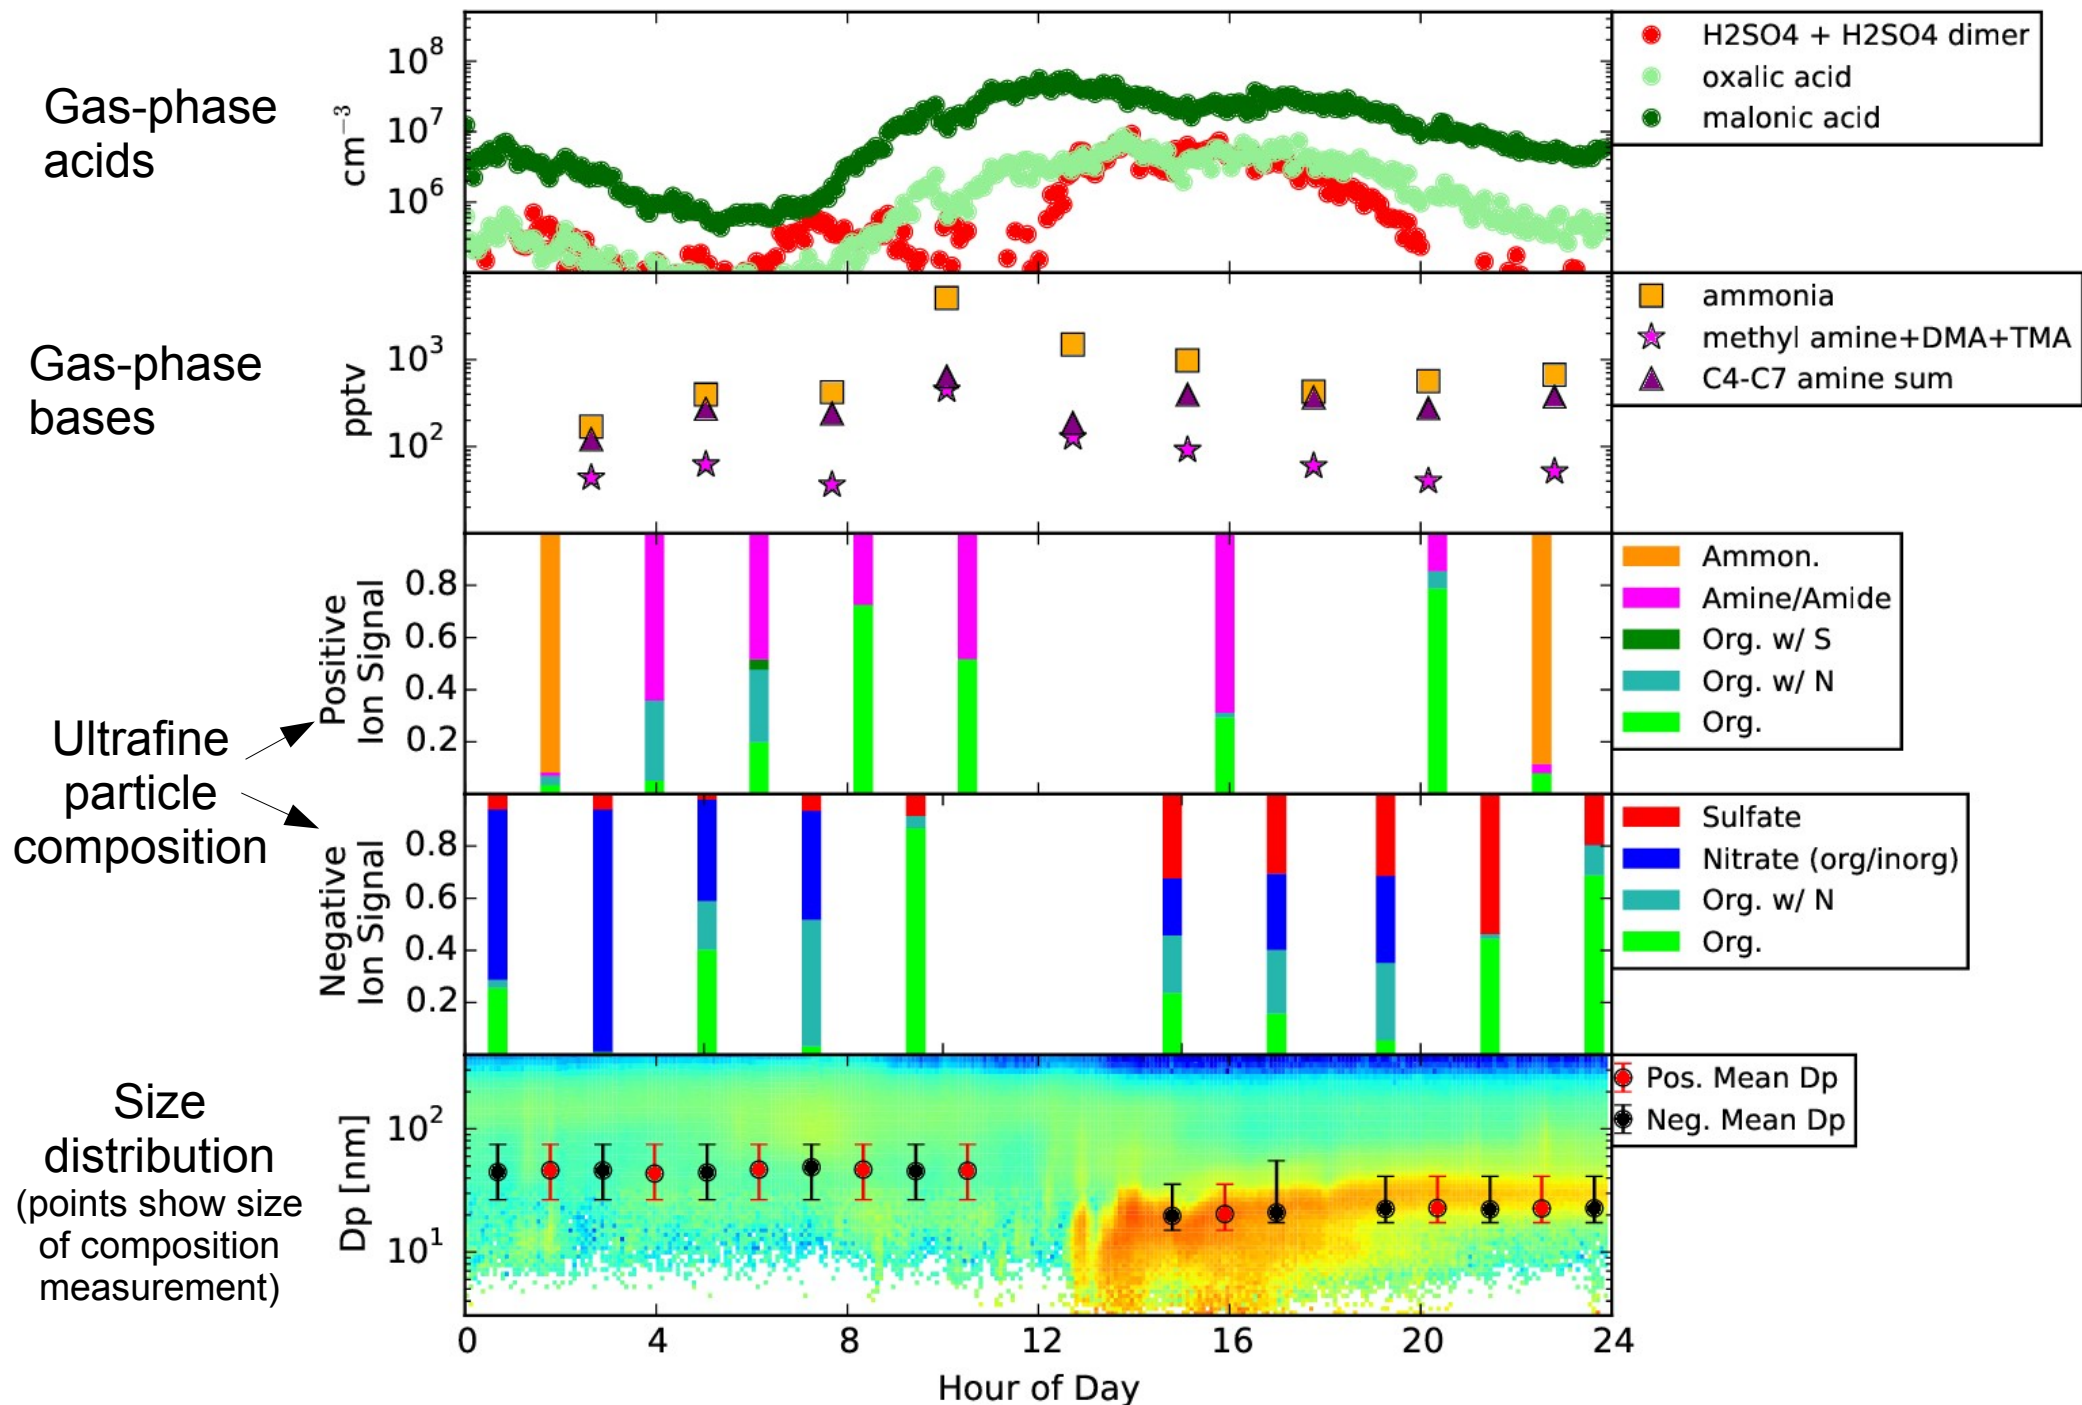 Gas-phase
acids
cm⁻³
10⁸
10⁷
10⁶
H2SO4 + H2SO4 dimer
oxalic acid
malonic acid
Gas-phase
bases
pptv
10³
10²
ammonia
methyl amine+DMA+TMA
C4-C7 amine sum
Ultrafine
particle
composition
Positive
Ion Signal
0.8
0.6
0.4
0.2
Ammon.
Amine/Amide
Org. w/ S
Org. w/ N
Org.
Negative
Ion Signal
0.8
0.6
0.4
0.2
Sulfate
Nitrate (org/inorg)
Org. w/ N
Org.
Size
distribution
(points show size
of composition
measurement)
Dp [nm]
10²
10¹
Pos. Mean Dp
Neg. Mean Dp
0 4 8 12 16 20 24
Hour of Day